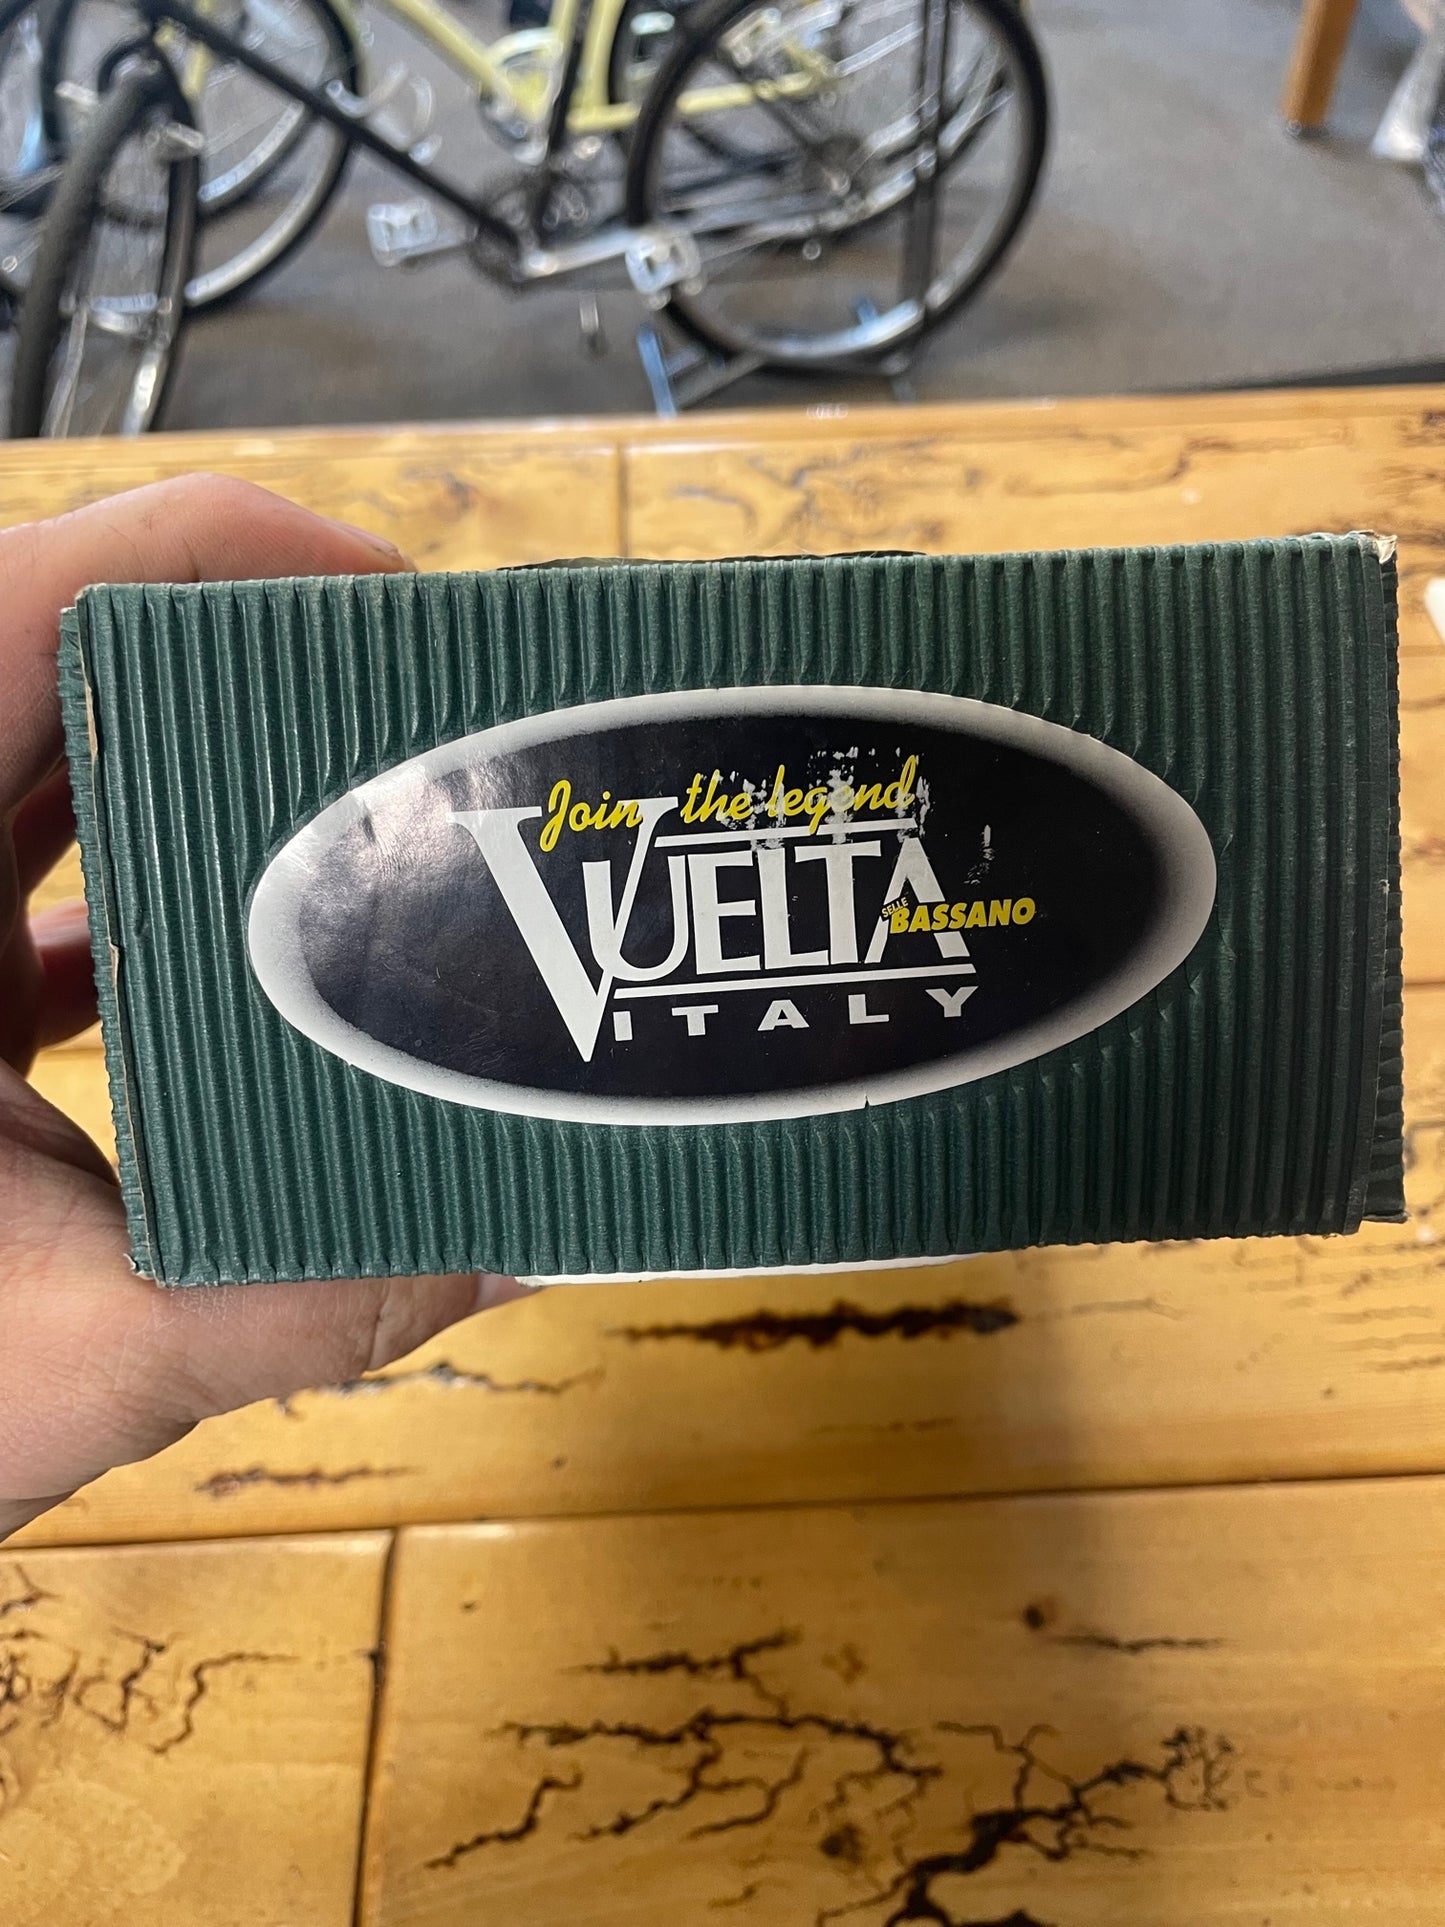 Join the legend
VUELTA
SELLE
BASSANO
ITALY